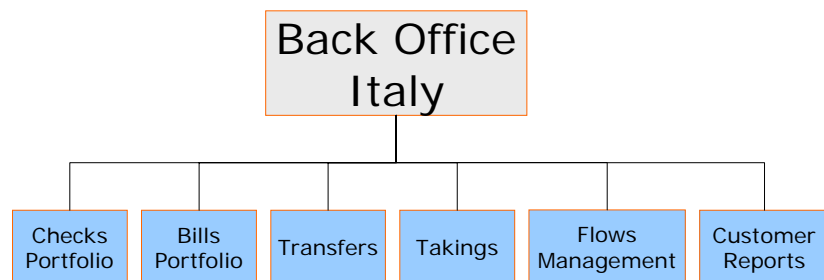 Back Office
Italy
Checks
Portfolio
Bills
Portfolio
Transfers
Takings
Flows
Management
Customer
Reports